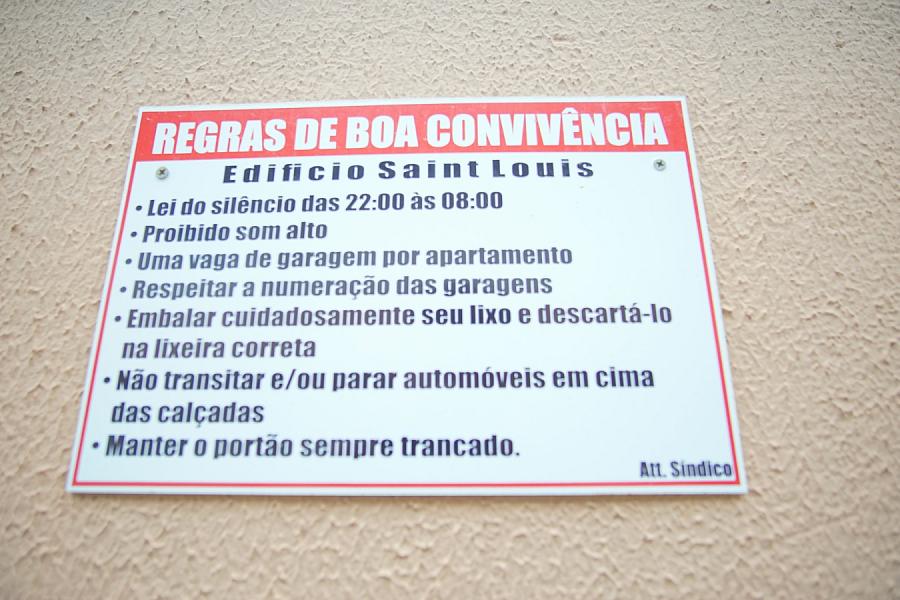 REGRAS DE BOA CONVIVÊNCIA
Edificio Saint Louis
• Lei do silêncio das 22:00 às 08:00
• Proibido som alto
• Uma vaga de garagem por apartamento
• Respeitar a numeração das garagens
• Embalar cuidadosamente seu lixo e descartá-lo
na lixeira correta
• Não transitar e/ou parar automóveis em cima
das calçadas
• Manter o portão sempre trancado.
Att. Síndico